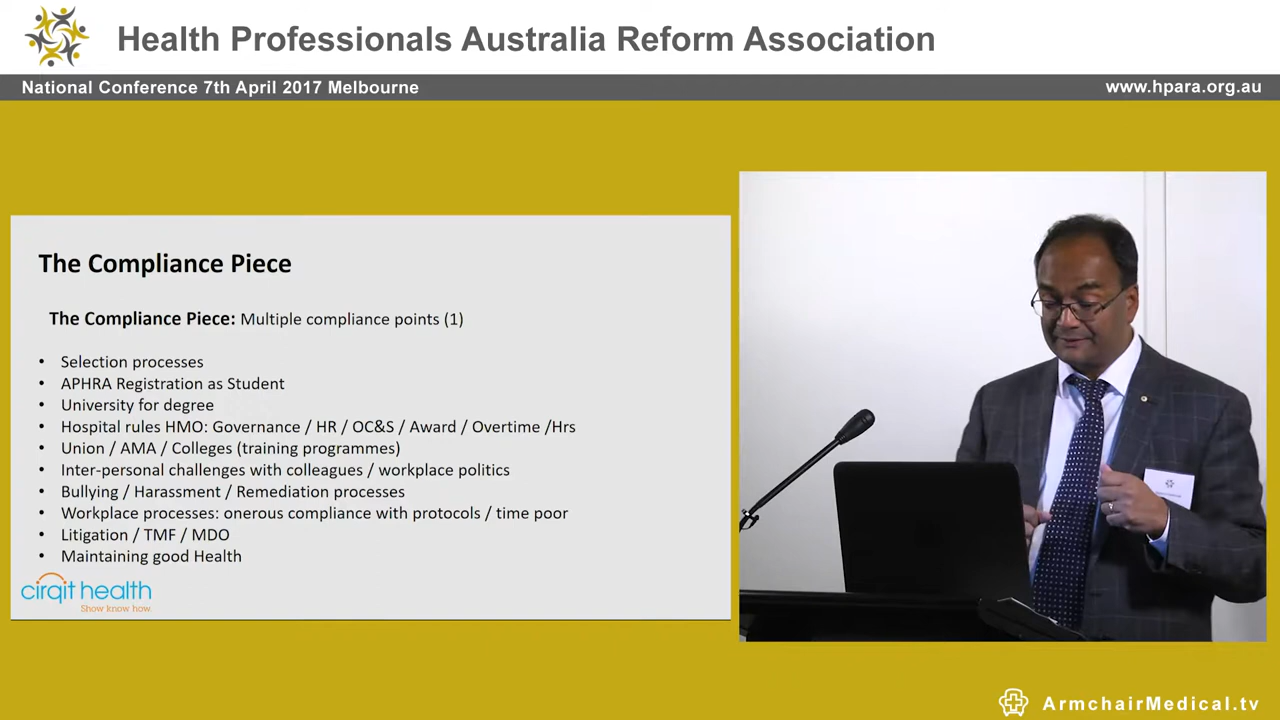 Health Professionals Australia Reform Association
National Conference 7th April 2017 Melbourne
www.hpara.org.au
The Compliance Piece
The Compliance Piece: Multiple compliance points (1)
• Selection processes
• APHRA Registration as Student
• University for degree
• Hospital rules HMO: Governance / HR / OC&S / Award / Overtime /Hrs
• Union / AMA / Colleges (training programmes)
• Inter-personal challenges with colleagues / workplace politics
• Bullying / Harassment / Remediation processes
• Workplace processes: onerous compliance with protocols / time poor
• Litigation / TMF / MDO
• Maintaining good Health
cirqit health
Show know how.
ArmchairMedical.tv